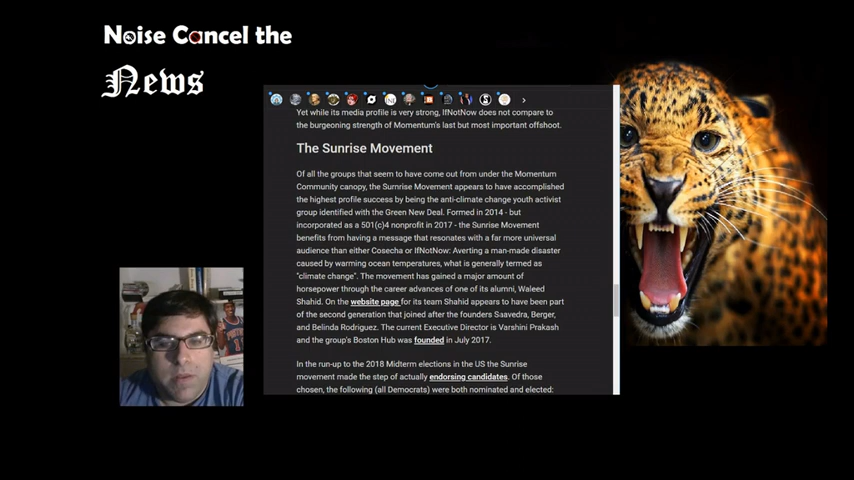 Noise Cancel the
News
Yet while its media profile is very strong, IfNotNow does not compare to
the burgeoning strength of Momentum's last but most important offshoot.
The Sunrise Movement
Of all the groups that seem to have come out from under the Momentum
Community canopy, the Surnrise Movement appears to have accomplished
the highest profile success by being the anti-climate change youth activist
group identified with the Green New Deal. Formed in 2014 - but
incorporated as a 501(c)4 nonprofit in 2017 - the Sunrise Movement
benefits from having a message that resonates with a far more universal
audience than either Cosecha or IfNotNow: Averting a man-made disaster
caused by warming ocean temperatures, what is generally termed as
"climate change". The movement has gained a major amount of
horsepower through the career advances of one of its alumni, Waleed
Shahid. On the website page for its team Shahid appears to have been part
of the second generation that joined after the founders Saavedra, Berger,
and Belinda Rodriguez. The current Executive Director is Varshini Prakash
and the group's Boston Hub was founded in July 2017.
In the run-up to the 2018 Midterm elections in the US the Sunrise
movement made the step of actually endorsing candidates. Of those
chosen, the following (all Democrats) were both nominated and elected: